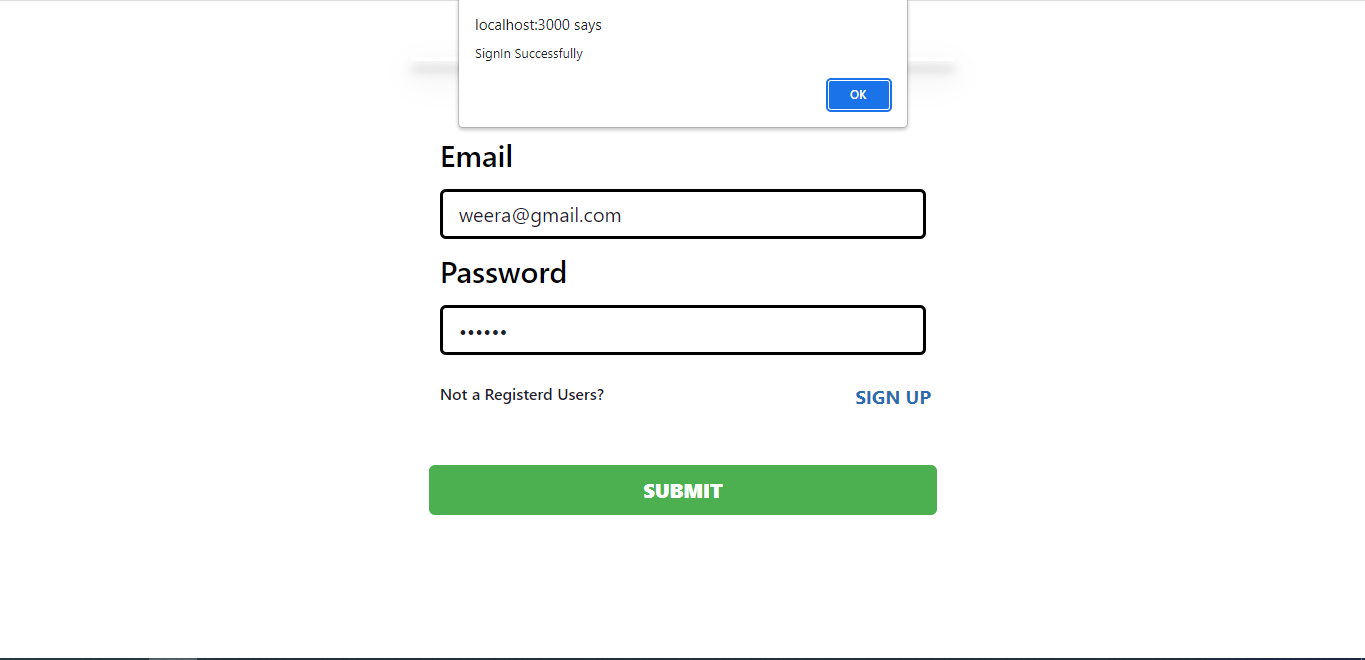 localhost:3000 says
SignIn Successfully
OK
Email
weera@gmail.com
Password
••••••
Not a Registerd Users?
SIGN UP
SUBMIT